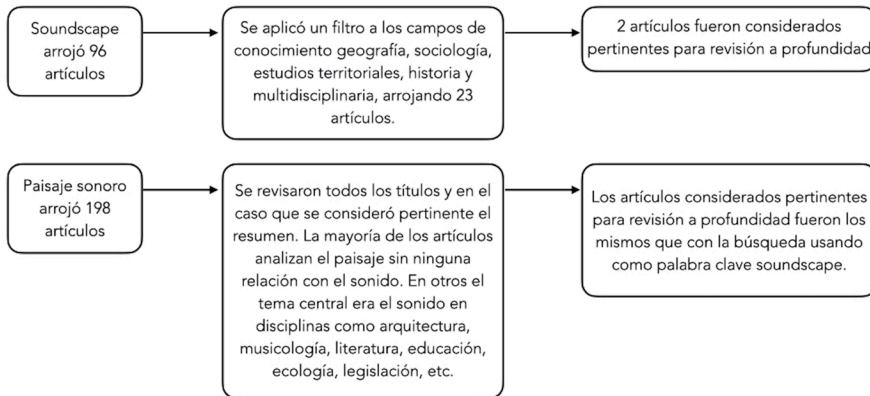 Soundscape
arrojó 96
artículos
Se aplicó un filtro a los campos de
conocimiento geografía, sociología,
estudios territoriales, historia y
multidisciplinaria, arrojando 23
artículos.
2 artículos fueron considerados
pertinentes para revisión a profundidad
Paisaje sonoro
arrojó 198
artículos
Se revisaron todos los títulos y en el
caso que se consideró pertinente el
resumen. La mayoría de los artículos
analizan el paisaje sin ninguna
relación con el sonido. En otros el
tema central era el sonido en
disciplinas como arquitectura,
musicología, literatura, educación,
ecología, legislación, etc.
Los artículos considerados pertinentes
para revisión a profundidad fueron los
mismos que con la búsqueda usando
como palabra clave soundscape.